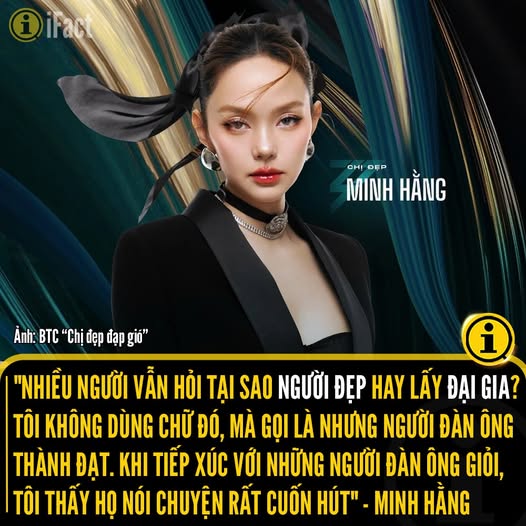 iFact
CHỊ ĐẸP
MINH HẰNG
Ảnh: BTC “Chị đẹp đạp gió”
"NHIỀU NGƯỜI VẪN HỎI TẠI SAO NGƯỜI ĐẸP HAY LẤY ĐẠI GIA?
TÔI KHÔNG DÙNG CHỮ ĐÓ, MÀ GỌI LÀ NHƯNG NGƯỜI ĐÀN ÔNG
THÀNH ĐẠT. KHI TIẾP XÚC VỚI NHỮNG NGƯỜI ĐÀN ÔNG GIỎI,
TÔI THẤY HỌ NÓI CHUYỆN RẤT CUỐN HÚT" - MINH HẰNG